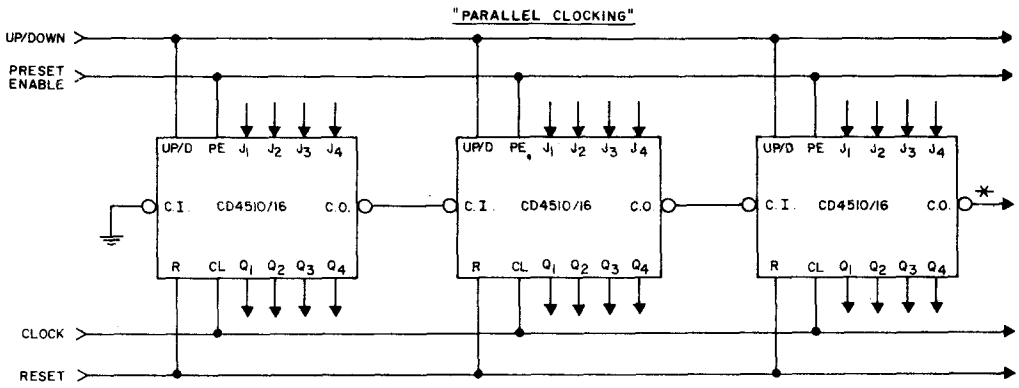 "PARALLEL CLOCKING"
UP/DOWN
PRESET
ENABLE
UP/D PE J1 J2 J3 J4
UP/D PE, J1 J2 J3 J4
UP/D PE J1 J2 J3 J4
C.I. CD4510/16 C.O.
C.I. CD4510/16 C.O.
C.I. CD4510/16 C.O. *
R CL Q1 Q2 Q3 Q4
R CL Q1 Q2 Q3 Q4
R CL Q1 Q2 Q3 Q4
CLOCK
RESET